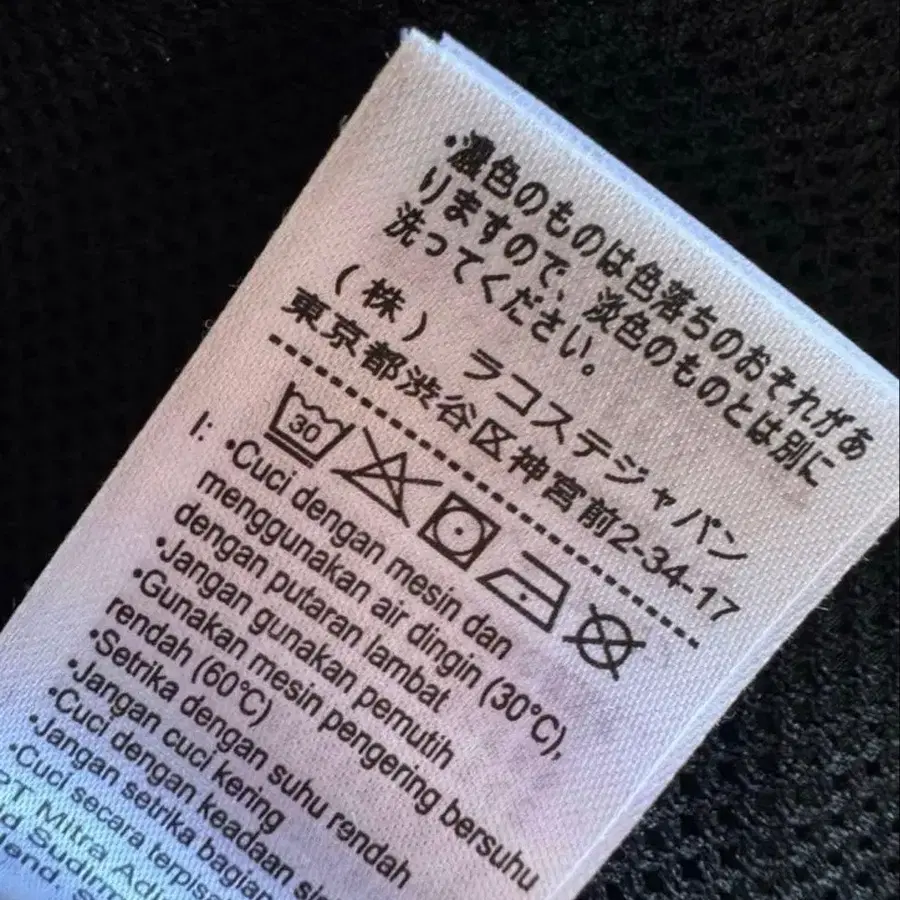 ・濃色のものは色落ちのおそれがあ
りますので、淡色のものとは別に
洗ってください。
(株) ラコステジャパン
東京都渋谷区神宮前2-34-17
30
I: •Cuci dengan mesin dan
menggunakan air dingin (30°C),
dengan putaran lambat
•Jangan gunakan pemutih
•Gunakan mesin pengering bersuhu
rendah (60°C)
•Setrika dengan suhu rendah
•Jangan cuci kering
•Cuci dengan keadaan
•Jangan setrika bagian
•Cuci secara
PT. Mitra